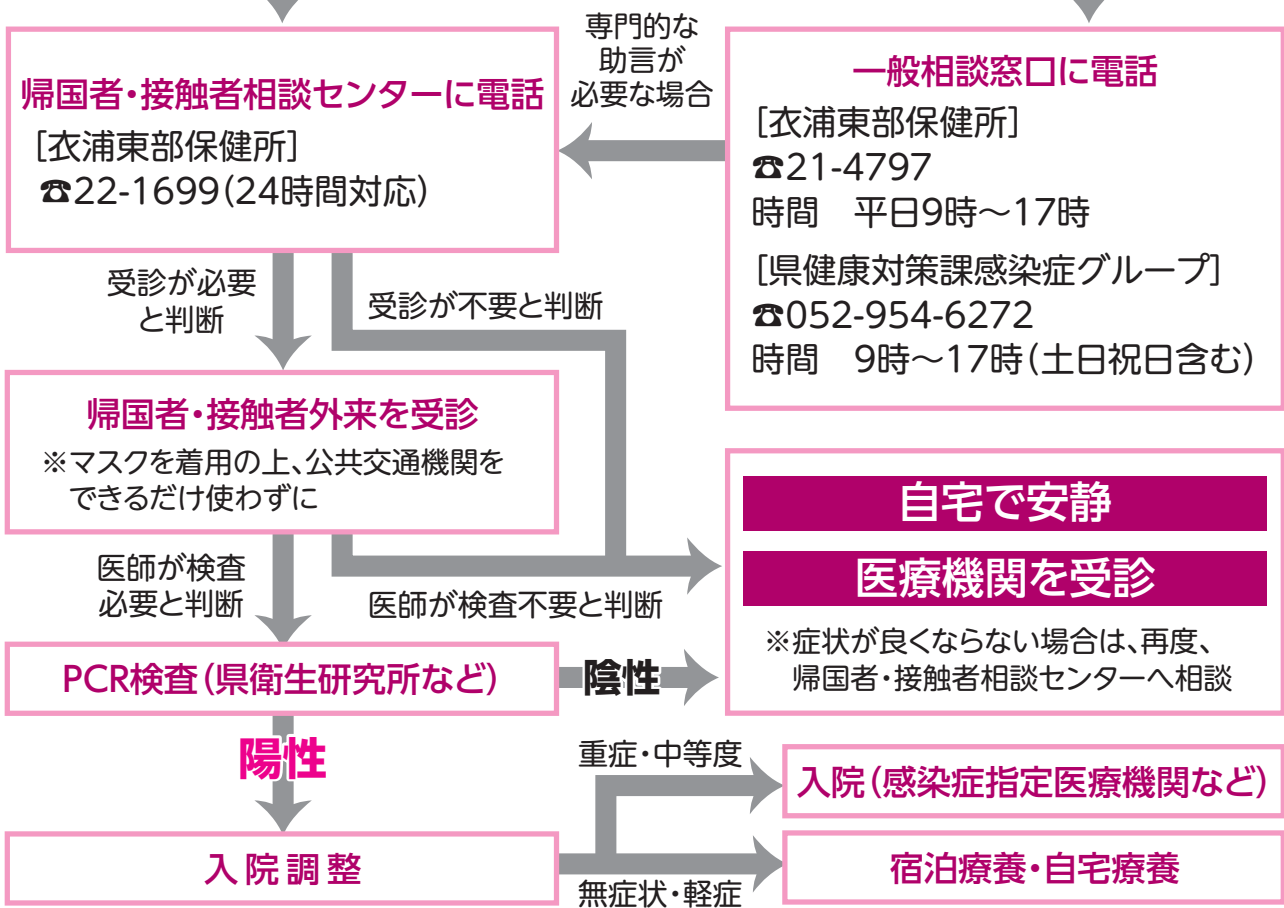 専門的な
助言が
必要な場合
帰国者・接触者相談センターに電話
[衣浦東部保健所]
☎22-1699(24時間対応)
一般相談窓口に電話
[衣浦東部保健所]
☎21-4797
時間　平日9時～17時
[県健康対策課感染症グループ]
☎052-954-6272
時間　9時～17時(土日祝日含む)
受診が必要
と判断
受診が不要と判断
帰国者・接触者外来を受診
※マスクを着用の上、公共交通機関を
できるだけ使わずに
医師が検査
必要と判断
医師が検査不要と判断
自宅で安静
医療機関を受診
※症状が良くならない場合は、再度、
帰国者・接触者相談センターへ相談
PCR検査(県衛生研究所など)
陰性
陽性
入院調整
重症・中等度
入院(感染症指定医療機関など)
無症状・軽症
宿泊療養・自宅療養